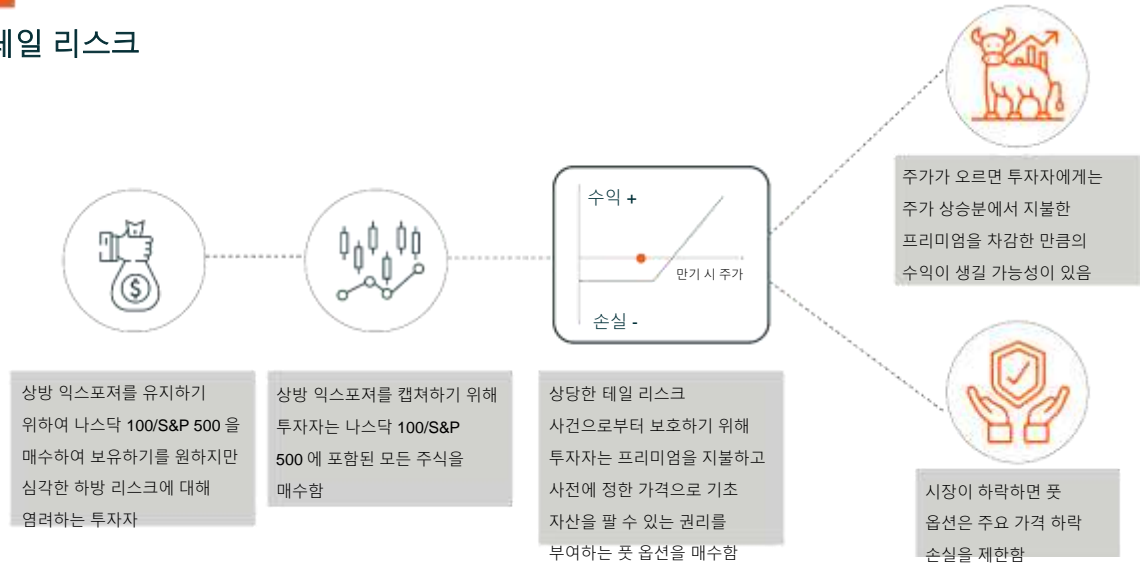 테일 리스크
수익 +
만기 시 주가
손실 -
상방 익스포져를 유지하기
위하여 나스닥 100/S&P 500 을
매수하여 보유하기를 원하지만
심각한 하방 리스크에 대해
염려하는 투자자
상방 익스포져를 캡쳐하기 위해
투자자는 나스닥 100/S&P
500 에 포함된 모든 주식을
매수함
상당한 테일 리스크
사건으로부터 보호하기 위해
투자자는 프리미엄을 지불하고
사전에 정한 가격으로 기초
자산을 팔 수 있는 권리를
부여하는 풋 옵션을 매수함
주가가 오르면 투자자에게는
주가 상승분에서 지불한
프리미엄을 차감한 만큼의
수익이 생길 가능성이 있음
시장이 하락하면 풋
옵션은 주요 가격 하락
손실을 제한함